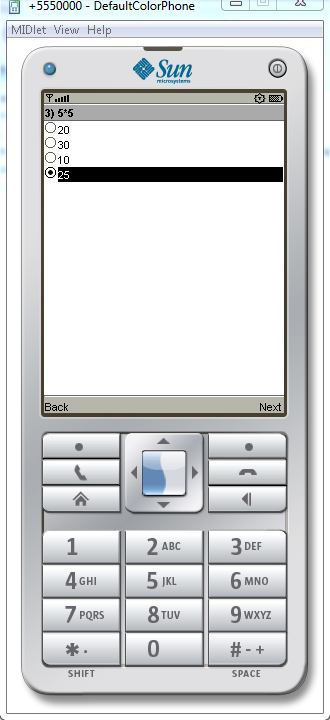 +5550000 - DefaultColorPhone
MIDlet View Help
Sun
microsystems
3) 5*5
20
30
10
25
Back Next
1 2 ABC 3 DEF
4 GHI 5 JKL 6 MNO
7 PQRS 8 TUV 9 WXYZ
* . 0 # - +
SHIFT SPACE